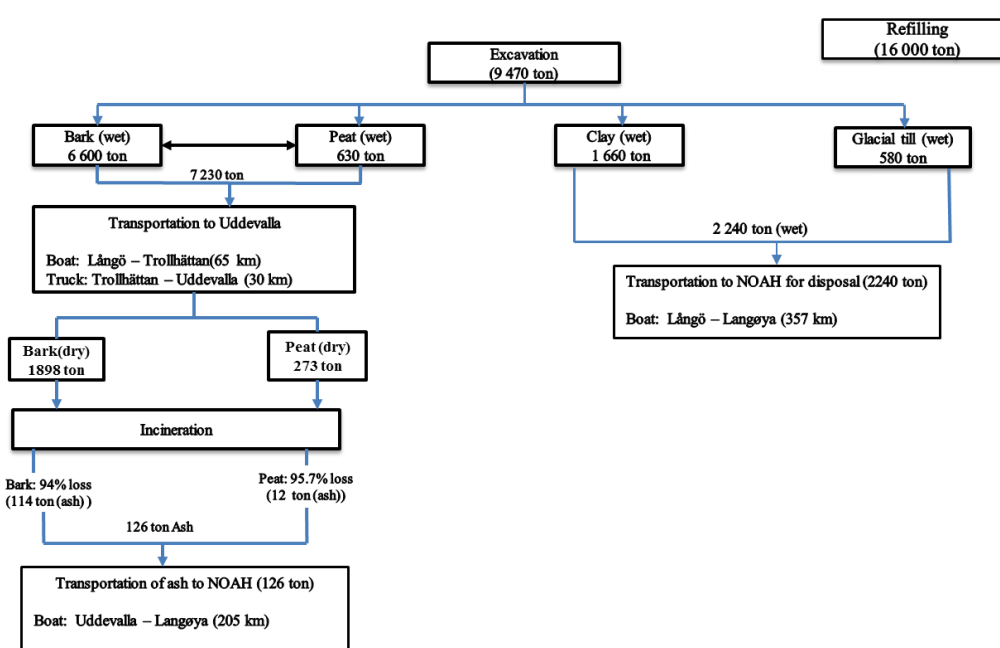 Refilling
(16 000 ton)
Excavation
(9 470 ton)
Bark (wet)
6 600 ton
Peat (wet)
630 ton
Clay (wet)
1 660 ton
Glacial till (wet)
580 ton
7 230 ton
Transportation to Uddevalla
Boat: Långö – Trollhättan(65 km)
Truck: Trollhättan – Uddevalla (30 km)
2 240 ton (wet)
Transportation to NOAH for disposal (2240 ton)
Boat: Långö – Langøya (357 km)
Bark(dry)
1898 ton
Peat (dry)
273 ton
Incineration
Bark: 94% loss
(114 ton (ash) )
Peat: 95.7% loss
(12 ton (ash))
126 ton Ash
Transportation of ash to NOAH (126 ton)
Boat: Uddevalla – Langøya (205 km)